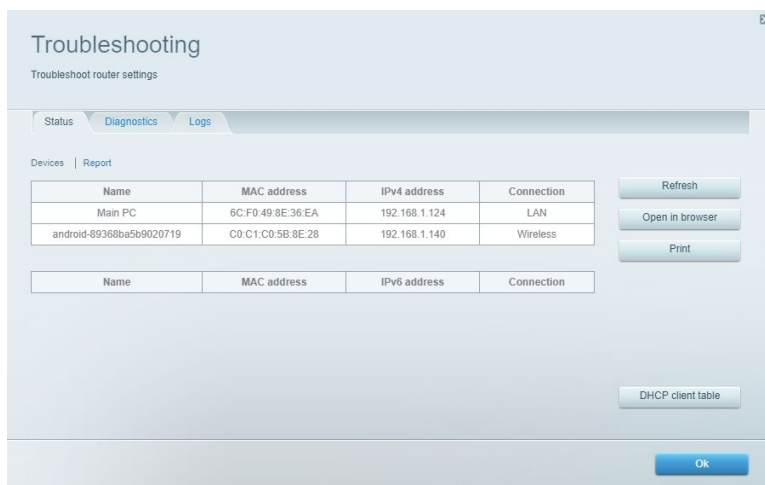 Troubleshooting
Troubleshoot router settings
Status Diagnostics Logs
Devices | Report
Name MAC address IPv4 address Connection
Main PC 6C:F0:49:8E:36:EA 192.168.1.124 LAN
android-89368ba5b9020719 C0:C1:C0:5B:8E:28 192.168.1.140 Wireless
Name MAC address IPv6 address Connection
Refresh
Open in browser
Print
DHCP client table
Ok